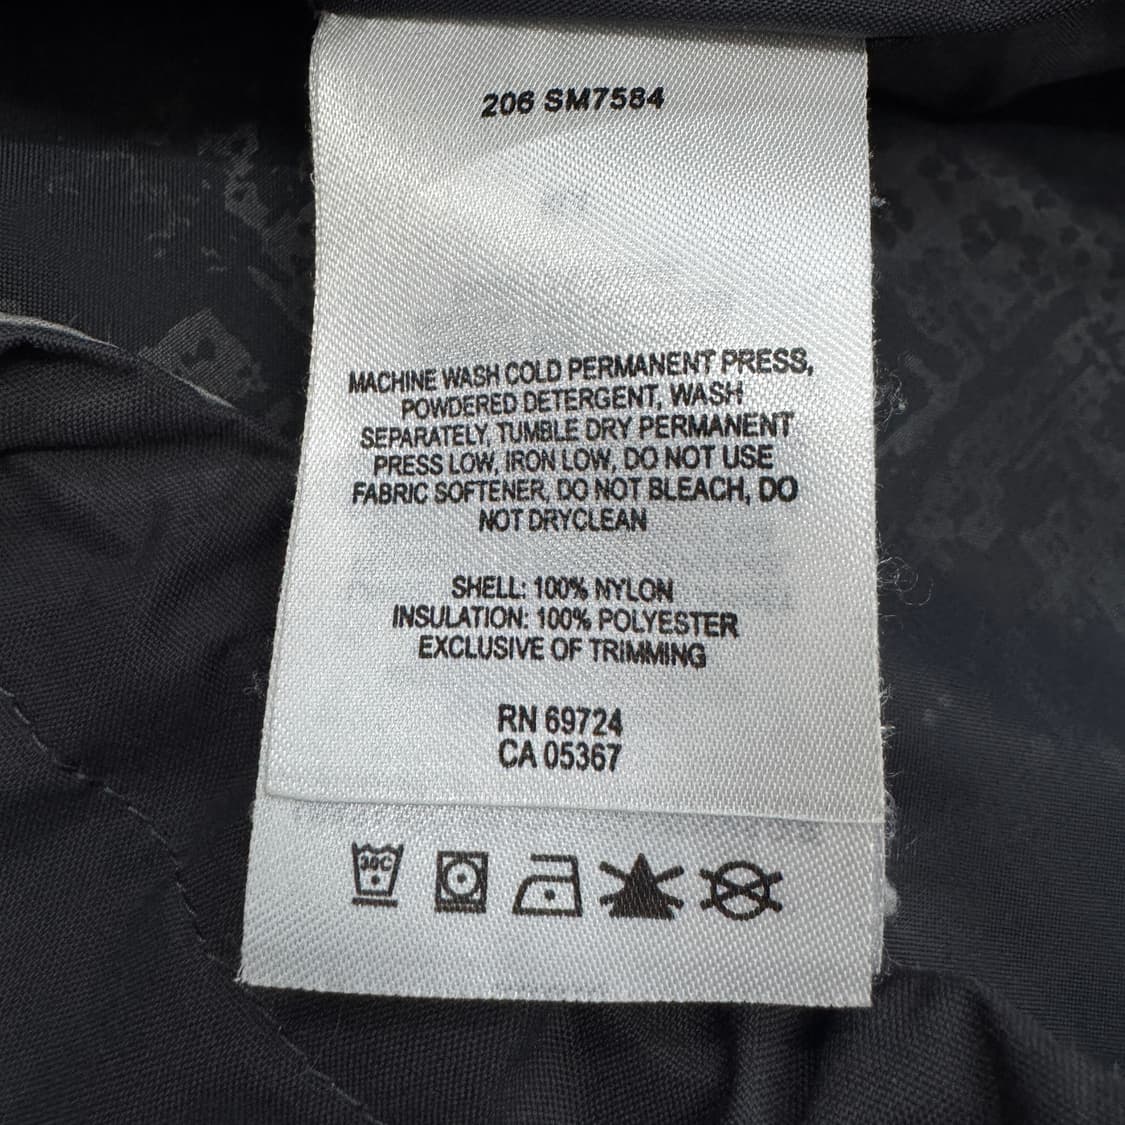 206 SM7584
MACHINE WASH COLD PERMANENT PRESS,
POWDERED DETERGENT, WASH
SEPARATELY, TUMBLE DRY PERMANENT
PRESS LOW, IRON LOW, DO NOT USE
FABRIC SOFTENER, DO NOT BLEACH, DO
NOT DRYCLEAN
SHELL: 100% NYLON
INSULATION: 100% POLYESTER
EXCLUSIVE OF TRIMMING
RN 69724
CA 05367
30C